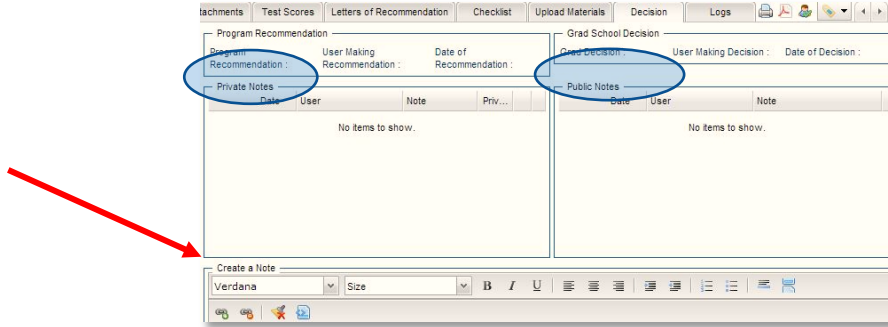 tachments Test Scores Letters of Recommendation Checklist Upload Materials Decision Logs
Program Recommendation
Program Recommendation :
User Making Recommendation :
Date of Recommendation :
Grad School Decision
Grad Decision : User Making Decision : Date of Decision :
Private Notes
Date User Note Priv...
No items to show.
Public Notes
Date User Note
No items to show.
Create a Note
Verdana Size B I U